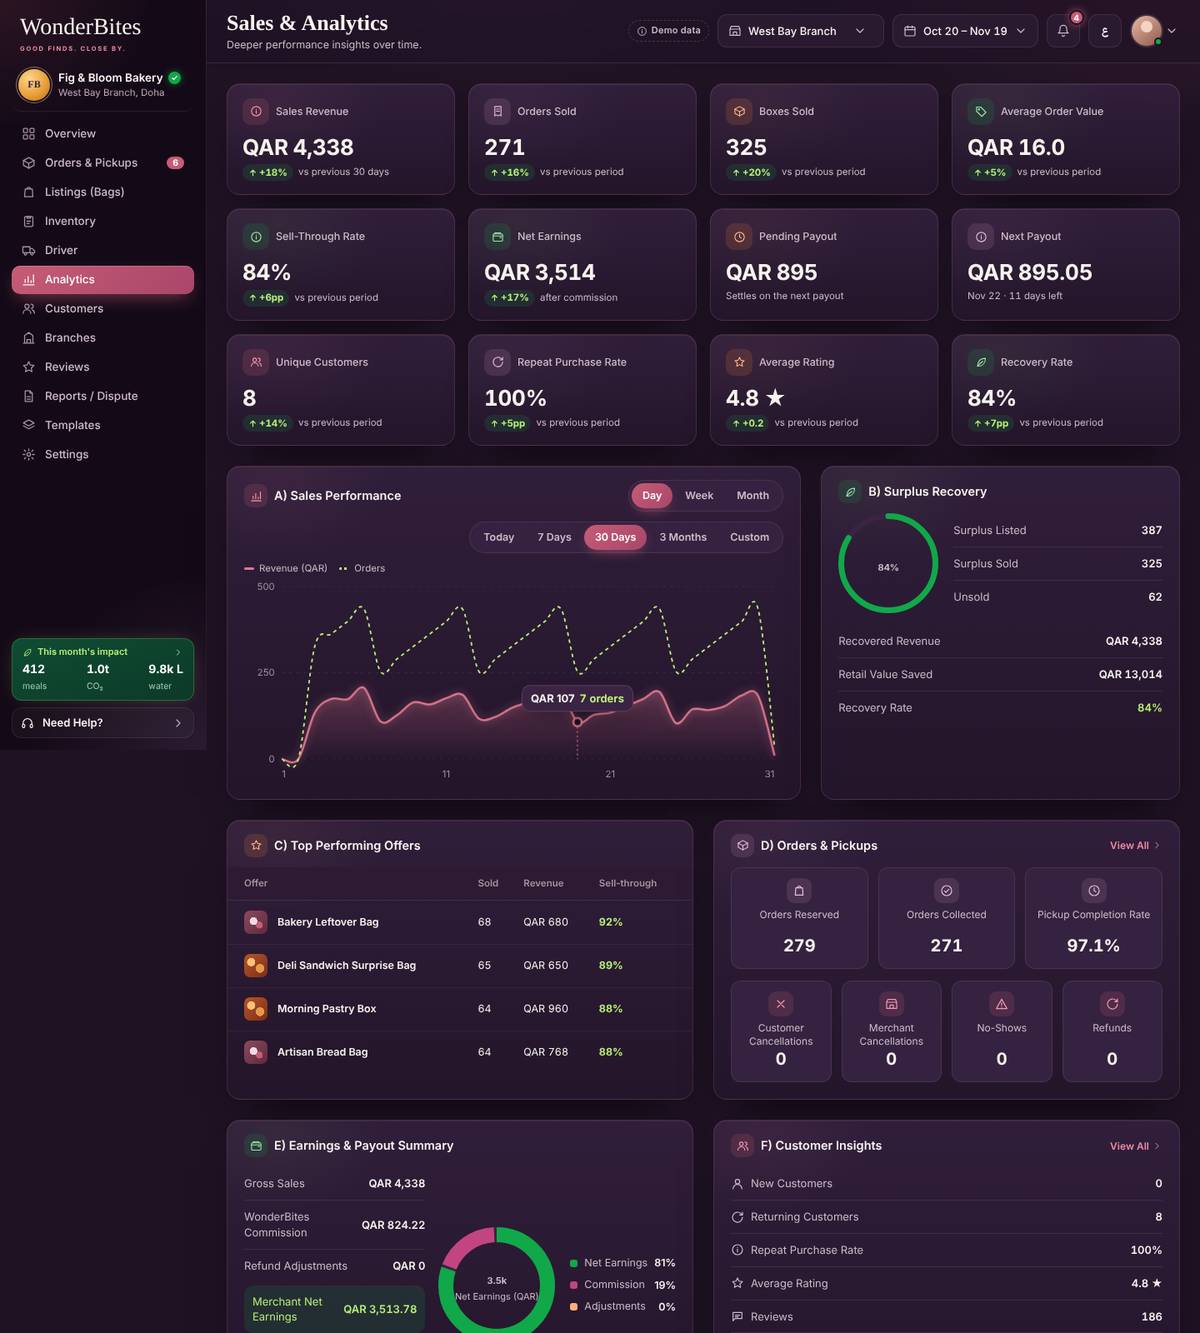 WonderBites
GOOD FINDS. CLOSE BY.
FB
Fig & Bloom Bakery
West Bay Branch, Doha
Overview
Orders & Pickups 6
Listings (Bags)
Inventory
Driver
Analytics
Customers
Branches
Reviews
Reports / Dispute
Templates
Settings
This month's impact
412 1.0t 9.8k L
meals CO₂ water
Need Help?
Sales & Analytics
Deeper performance insights over time.
Demo data
West Bay Branch
Oct 20 – Nov 19
4
ع
Sales Revenue
QAR 4,338
↑ +18% vs previous 30 days
Orders Sold
271
↑ +16% vs previous period
Boxes Sold
325
↑ +20% vs previous period
Average Order Value
QAR 16.0
↑ +5% vs previous period
Sell-Through Rate
84%
↑ +6pp vs previous period
Net Earnings
QAR 3,514
↑ +17% after commission
Pending Payout
QAR 895
Settles on the next payout
Next Payout
QAR 895.05
Nov 22 · 11 days left
Unique Customers
8
↑ +14% vs previous period
Repeat Purchase Rate
100%
↑ +5pp vs previous period
Average Rating
4.8 ★
↑ +0.2 vs previous period
Recovery Rate
84%
↑ +7pp vs previous period
A) Sales Performance
Day Week Month
Today 7 Days 30 Days 3 Months Custom
Revenue (QAR) Orders
500
250
0
QAR 107 7 orders
1 11 21 31
B) Surplus Recovery
84%
Surplus Listed 387
Surplus Sold 325
Unsold 62
Recovered Revenue QAR 4,338
Retail Value Saved QAR 13,014
Recovery Rate 84%
C) Top Performing Offers
Offer Sold Revenue Sell-through
Bakery Leftover Bag 68 QAR 680 92%
Deli Sandwich Surprise Bag 65 QAR 650 89%
Morning Pastry Box 64 QAR 960 88%
Artisan Bread Bag 64 QAR 768 88%
D) Orders & Pickups
View All
Orders Reserved
279
Orders Collected
271
Pickup Completion Rate
97.1%
Customer
Cancellations
0
Merchant
Cancellations
0
No-Shows
0
Refunds
0
E) Earnings & Payout Summary
Gross Sales QAR 4,338
WonderBites
Commission QAR 824.22
Refund Adjustments QAR 0
Merchant Net
Earnings QAR 3,513.78
3.5k
Net Earnings (QAR)
Net Earnings 81%
Commission 19%
Adjustments 0%
F) Customer Insights
View All
New Customers 0
Returning Customers 8
Repeat Purchase Rate 100%
Average Rating 4.8 ★
Reviews 186